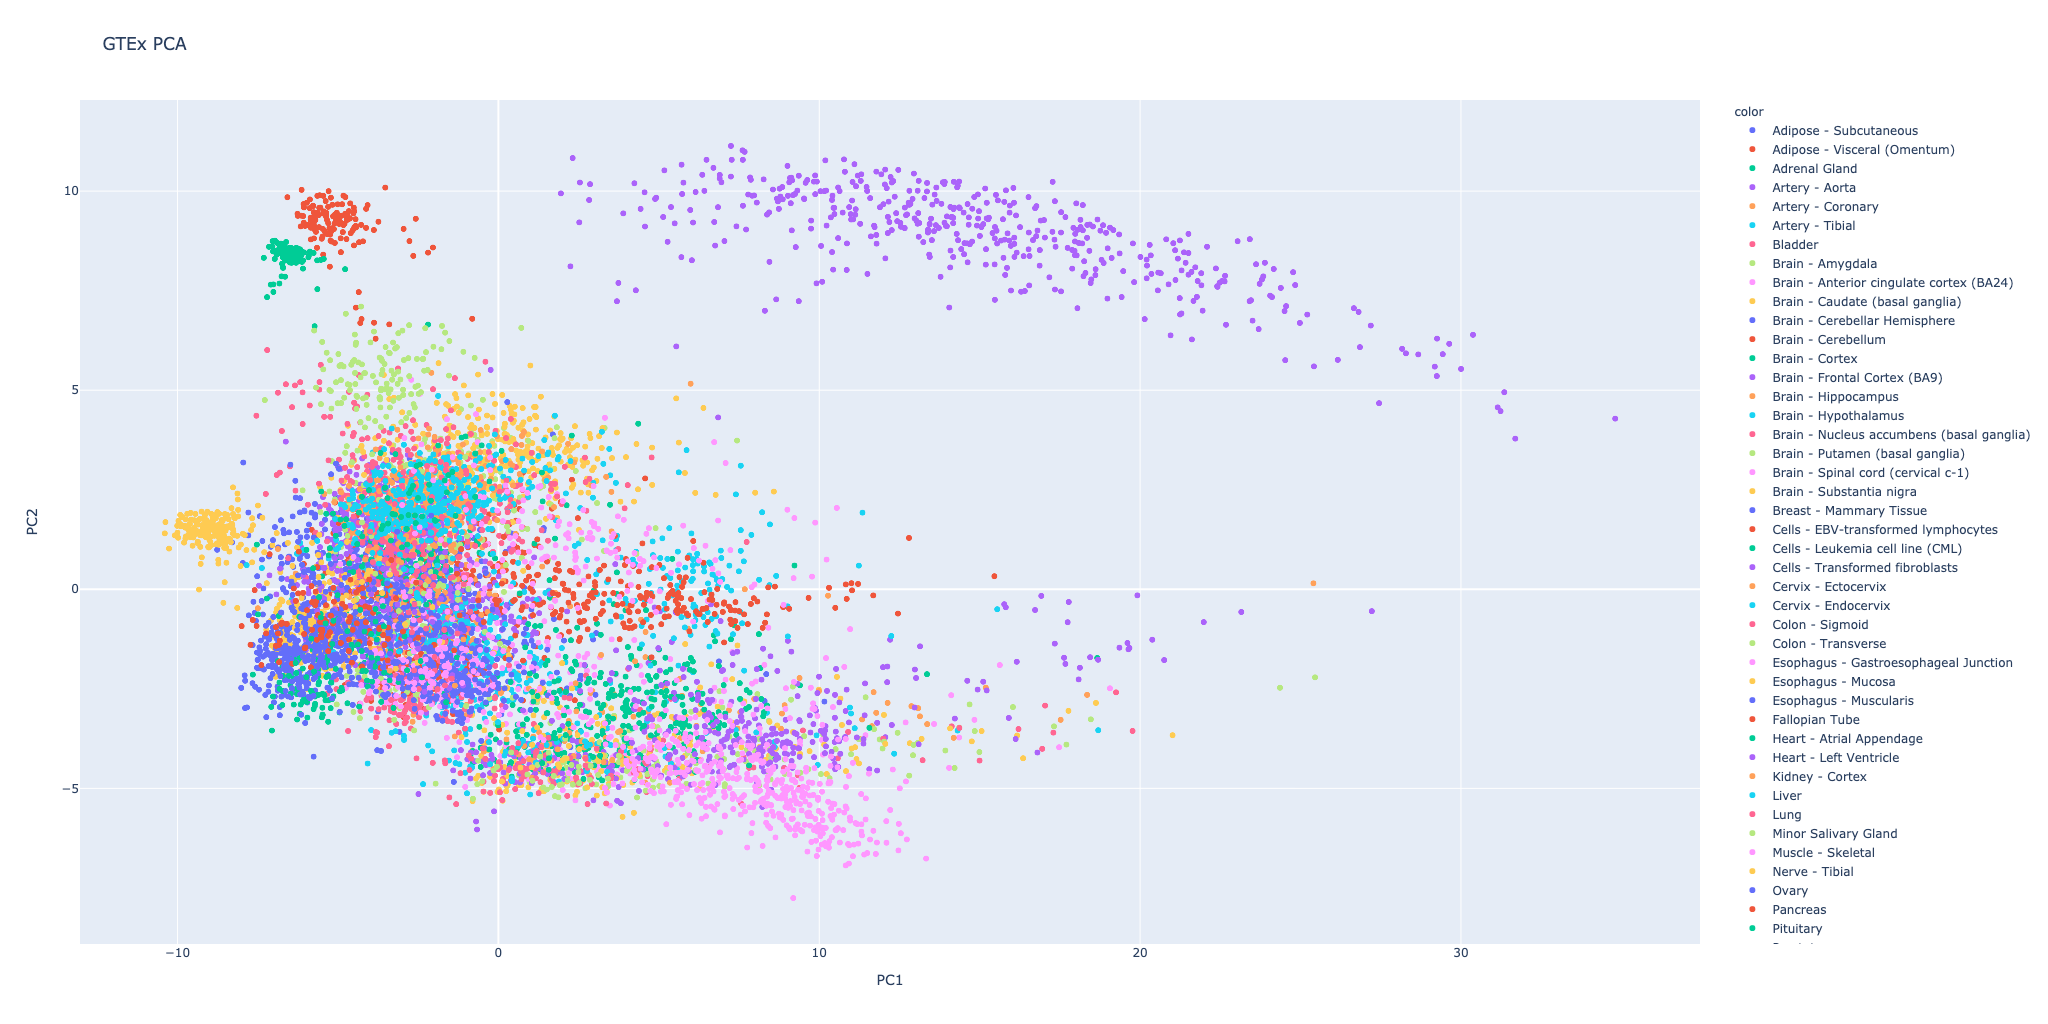 GTEx PCA
10
5
0
−5
PC2
−10
0
10
20
30
PC1
color
Adipose - Subcutaneous
Adipose - Visceral (Omentum)
Adrenal Gland
Artery - Aorta
Artery - Coronary
Artery - Tibial
Bladder
Brain - Amygdala
Brain - Anterior cingulate cortex (BA24)
Brain - Caudate (basal ganglia)
Brain - Cerebellar Hemisphere
Brain - Cerebellum
Brain - Cortex
Brain - Frontal Cortex (BA9)
Brain - Hippocampus
Brain - Hypothalamus
Brain - Nucleus accumbens (basal ganglia)
Brain - Putamen (basal ganglia)
Brain - Spinal cord (cervical c-1)
Brain - Substantia nigra
Breast - Mammary Tissue
Cells - EBV-transformed lymphocytes
Cells - Leukemia cell line (CML)
Cells - Transformed fibroblasts
Cervix - Ectocervix
Cervix - Endocervix
Colon - Sigmoid
Colon - Transverse
Esophagus - Gastroesophageal Junction
Esophagus - Mucosa
Esophagus - Muscularis
Fallopian Tube
Heart - Atrial Appendage
Heart - Left Ventricle
Kidney - Cortex
Liver
Lung
Minor Salivary Gland
Muscle - Skeletal
Nerve - Tibial
Ovary
Pancreas
Pituitary